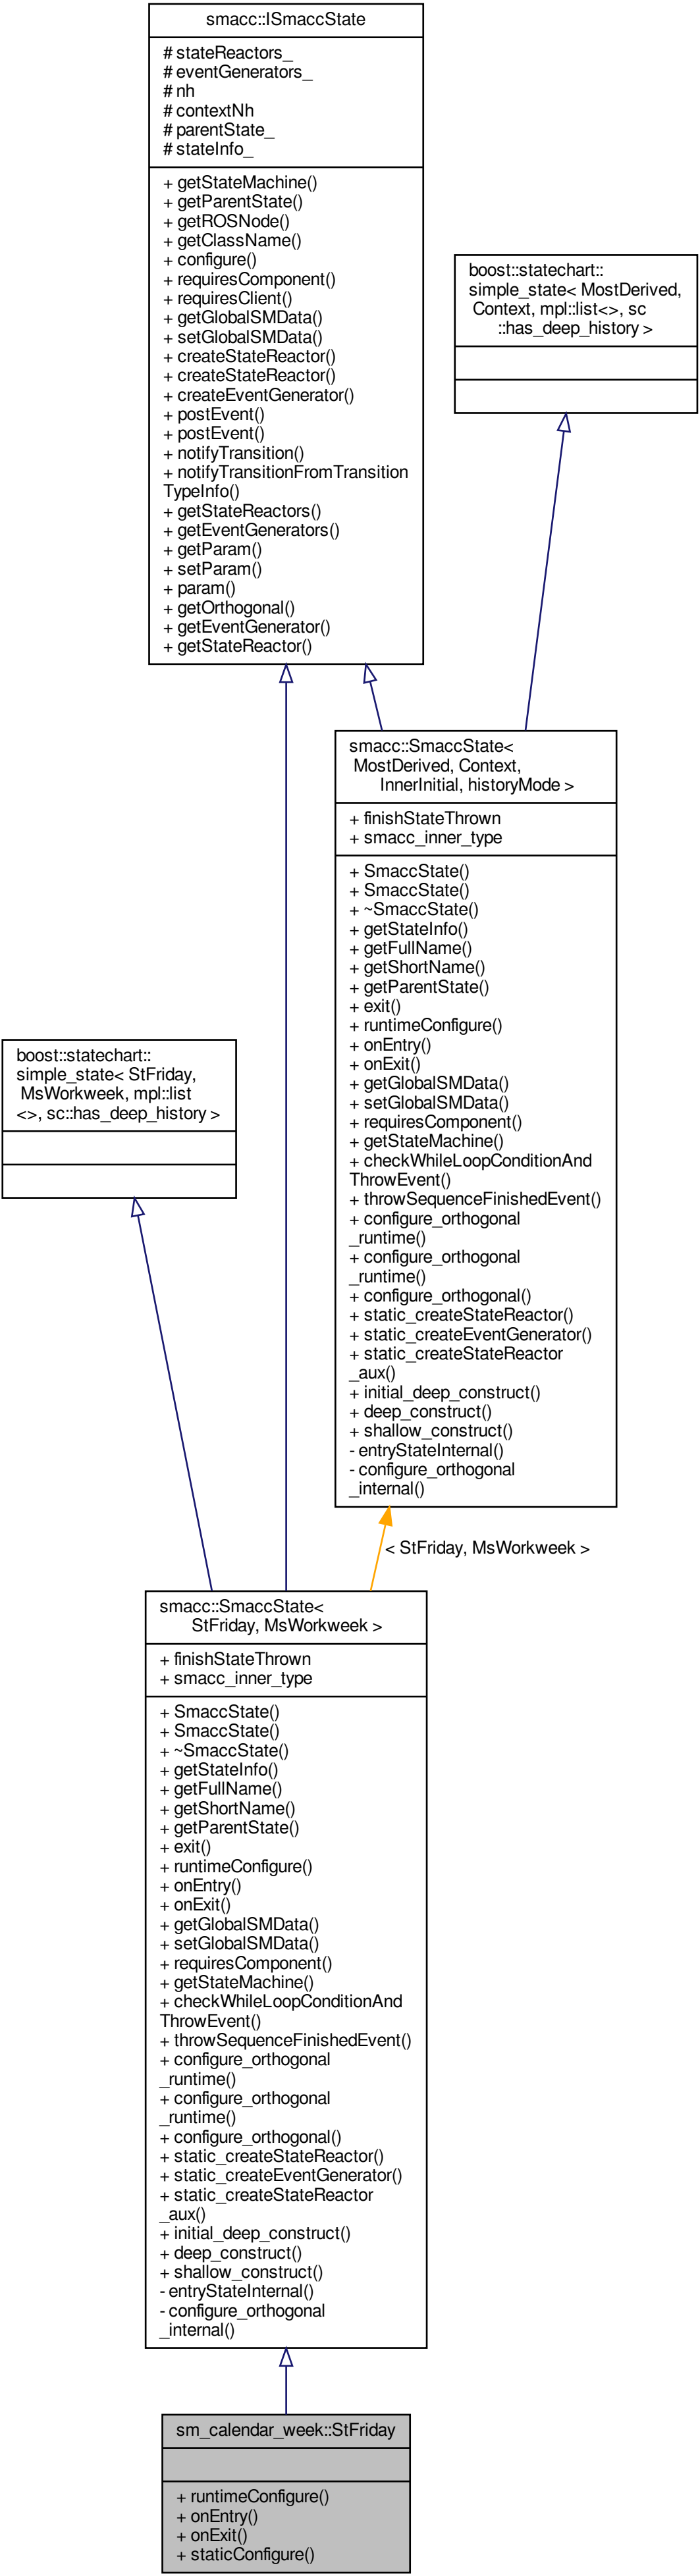 smacc::ISmaccState
# stateReactors_
# eventGenerators_
# nh
# contextNh
# parentState_
# stateInfo_
+ getStateMachine()
+ getParentState()
+ getROSNode()
+ getClassName()
+ configure()
+ requiresComponent()
+ requiresClient()
+ getGlobalSMData()
+ setGlobalSMData()
+ createStateReactor()
+ createStateReactor()
+ createEventGenerator()
+ postEvent()
+ postEvent()
+ notifyTransition()
+ notifyTransitionFromTransition
TypeInfo()
+ getStateReactors()
+ getEventGenerators()
+ getParam()
+ setParam()
+ param()
+ getOrthogonal()
+ getEventGenerator()
+ getStateReactor()
boost::statechart::
simple_state< MostDerived,
Context, mpl::list<>, sc
::has_deep_history >
smacc::SmaccState<
MostDerived, Context,
InnerInitial, historyMode >
+ finishStateThrown
+ smacc_inner_type
+ SmaccState()
+ SmaccState()
+ ~SmaccState()
+ getStateInfo()
+ getFullName()
+ getShortName()
+ getParentState()
+ exit()
+ runtimeConfigure()
+ onEntry()
+ onExit()
+ getGlobalSMData()
+ setGlobalSMData()
+ requiresComponent()
+ getStateMachine()
+ checkWhileLoopConditionAnd
ThrowEvent()
+ throwSequenceFinishedEvent()
+ configure_orthogonal
_runtime()
+ configure_orthogonal
_runtime()
+ configure_orthogonal()
+ static_createStateReactor()
+ static_createEventGenerator()
+ static_createStateReactor
_aux()
+ initial_deep_construct()
+ deep_construct()
+ shallow_construct()
- entryStateInternal()
- configure_orthogonal
_internal()
boost::statechart::
simple_state< StFriday,
MsWorkweek, mpl::list
<>, sc::has_deep_history >
< StFriday, MsWorkweek >
smacc::SmaccState<
StFriday, MsWorkweek >
+ finishStateThrown
+ smacc_inner_type
+ SmaccState()
+ SmaccState()
+ ~SmaccState()
+ getStateInfo()
+ getFullName()
+ getShortName()
+ getParentState()
+ exit()
+ runtimeConfigure()
+ onEntry()
+ onExit()
+ getGlobalSMData()
+ setGlobalSMData()
+ requiresComponent()
+ getStateMachine()
+ checkWhileLoopConditionAnd
ThrowEvent()
+ throwSequenceFinishedEvent()
+ configure_orthogonal
_runtime()
+ configure_orthogonal
_runtime()
+ configure_orthogonal()
+ static_createStateReactor()
+ static_createEventGenerator()
+ static_createStateReactor
_aux()
+ initial_deep_construct()
+ deep_construct()
+ shallow_construct()
- entryStateInternal()
- configure_orthogonal
_internal()
sm_calendar_week::StFriday
+ runtimeConfigure()
+ onEntry()
+ onExit()
+ staticConfigure()